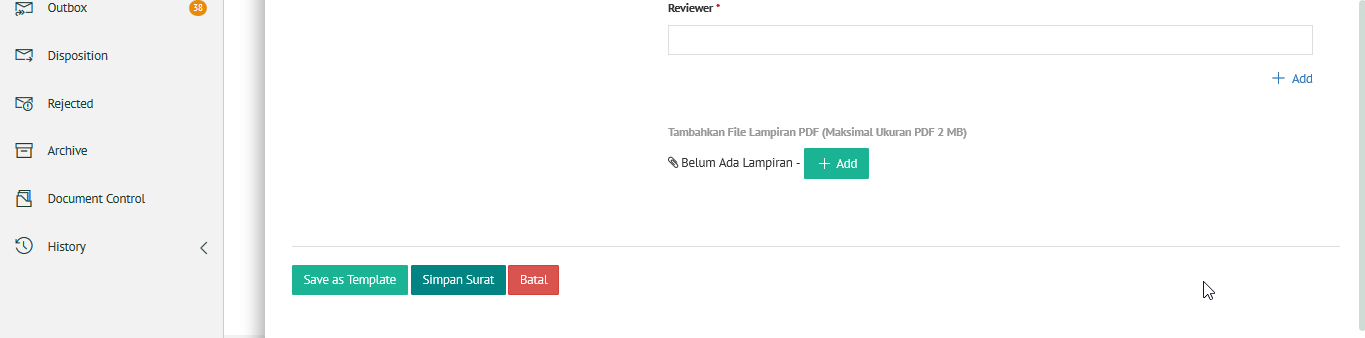 Outbox
38
Disposition
Rejected
Archive
Document Control
History
Reviewer *
+ Add
Tambahkan File Lampiran PDF (Maksimal Ukuran PDF 2 MB)
Belum Ada Lampiran - + Add
Save as Template Simpan Surat Batal